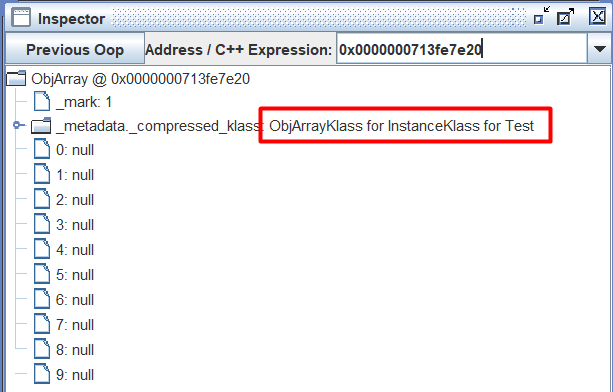 Inspector
Previous Oop Address / C++ Expression: 0x0000000713fe7e20
ObjArray @ 0x0000000713fe7e20
_mark: 1
_metadata._compressed_klass: ObjArrayKlass for InstanceKlass for Test
0: null
1: null
2: null
3: null
4: null
5: null
6: null
7: null
8: null
9: null